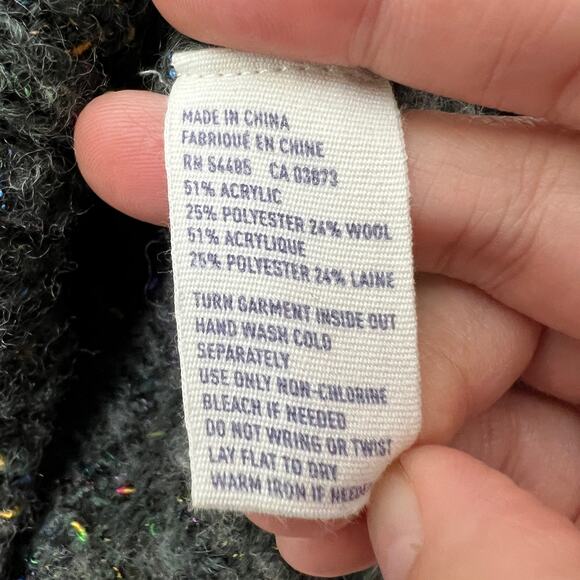 MADE IN CHINA
FABRIQUÉ EN CHINE
RN 54485 CA 03873
51% ACRYLIC
25% POLYESTER 24% WOOL
51% ACRYLIQUE
25% POLYESTER 24% LAINE
TURN GARMENT INSIDE OUT
HAND WASH COLD
SEPARATELY
USE ONLY NON-CHLORINE
BLEACH IF NEEDED
DO NOT WRING OR TWIST
LAY FLAT TO DRY
WARM IRON IF NEEDE